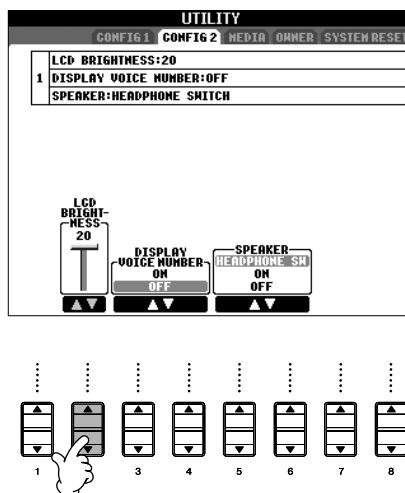 UTILITY
CONFIG 1 CONFIG 2 MEDIA OWNER SYSTEM RESET
LCD BRIGHTNESS:20
1 DISPLAY VOICE NUMBER:OFF
SPEAKER:HEADPHONE SWITCH
LCD
BRIGHT-
NESS
20
DISPLAY
VOICE NUMBER
ON
OFF
SPEAKER
HEADPHONE SW
ON
OFF
1 3 4 5 6 7 8